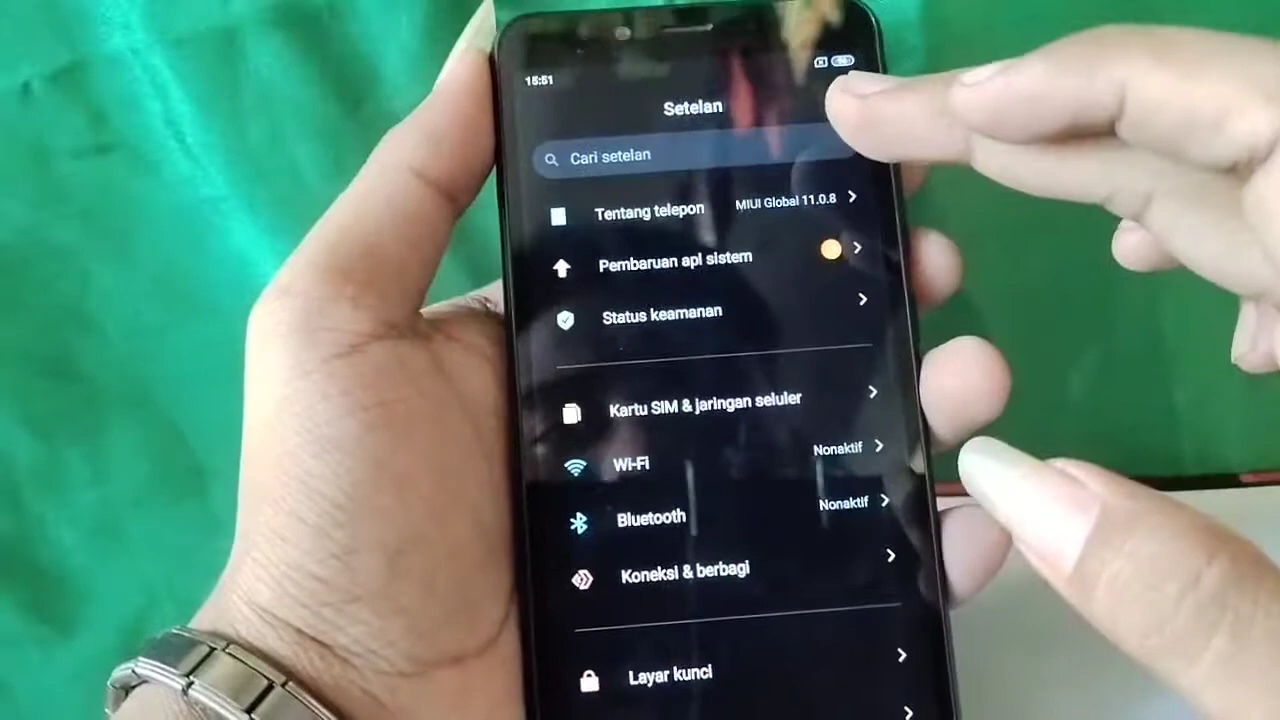 15:51
Setelan
Cari setelan
Tentang telepon MIUI Global 11.0.8
Pembaruan apl sistem
Status keamanan
Kartu SIM & jaringan seluler
Wi-Fi Nonaktif
Bluetooth Nonaktif
Koneksi & berbagi
Layar kunci